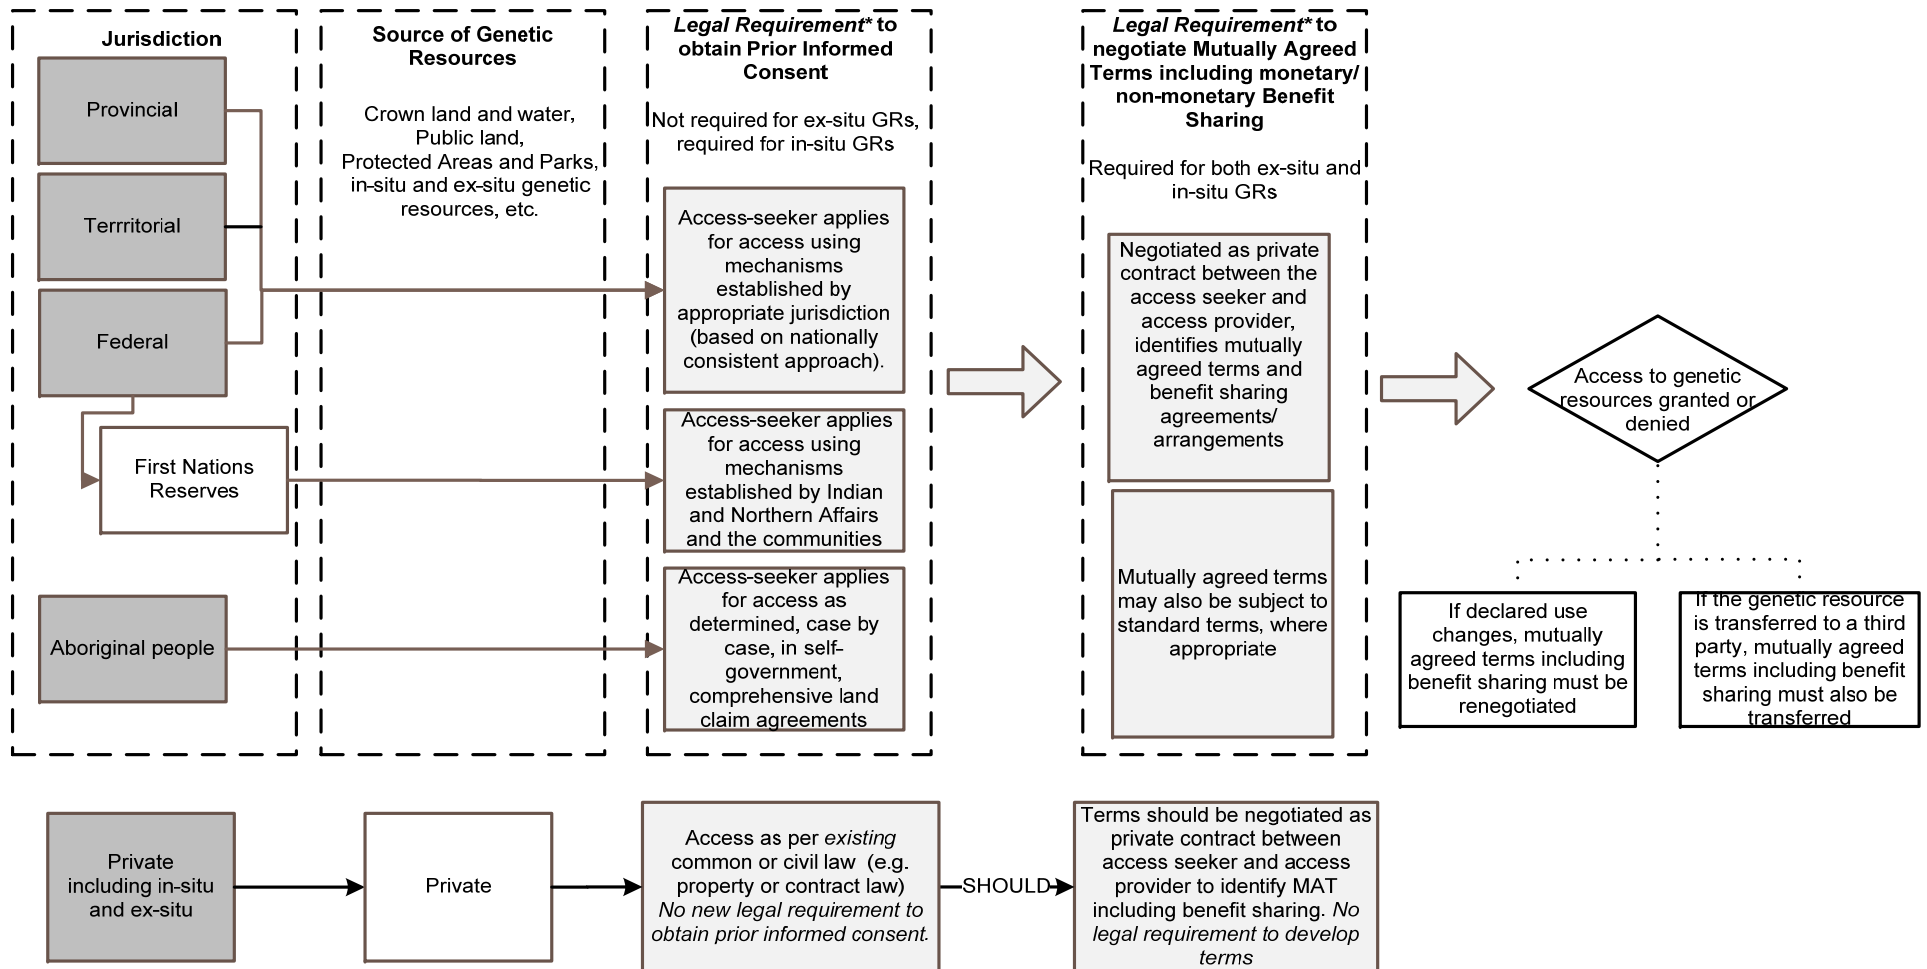 Jurisdiction
Provincial
Terrritorial
Federal
First Nations
Reserves
Aboriginal people
Source of Genetic
Resources
Crown land and water,
Public land,
Protected Areas and Parks,
in-situ and ex-situ genetic
resources, etc.
Legal Requirement* to
obtain Prior Informed
Consent
Not required for ex-situ GRs,
required for in-situ GRs
Access-seeker applies
for access using
mechanisms
established by
appropriate jurisdiction
(based on nationally
consistent approach).
Access-seeker applies
for access using
mechanisms
established by Indian
and Northern Affairs
and the communities
Access-seeker applies
for access as
determined, case by
case, in self-
government,
comprehensive land
claim agreements
Legal Requirement* to
negotiate Mutually Agreed
Terms including monetary/
non-monetary Benefit
Sharing
Required for both ex-situ and
in-situ GRs
Negotiated as private
contract between the
access seeker and
access provider,
identifies mutually
agreed terms and
benefit sharing
agreements/
arrangements
Mutually agreed terms
may also be subject to
standard terms, where
appropriate
Access to genetic
resources granted or
denied
If declared use
changes, mutually
agreed terms including
benefit sharing must be
renegotiated
If the genetic resource
is transferred to a third
party, mutually agreed
terms including benefit
sharing must also be
transferred
Private
including in-situ
and ex-situ
Private
Access as per existing
common or civil law (e.g.
property or contract law)
No new legal requirement to
obtain prior informed consent.
SHOULD
Terms should be negotiated as
private contract between
access seeker and access
provider to identify MAT
including benefit sharing. No
legal requirement to develop
terms